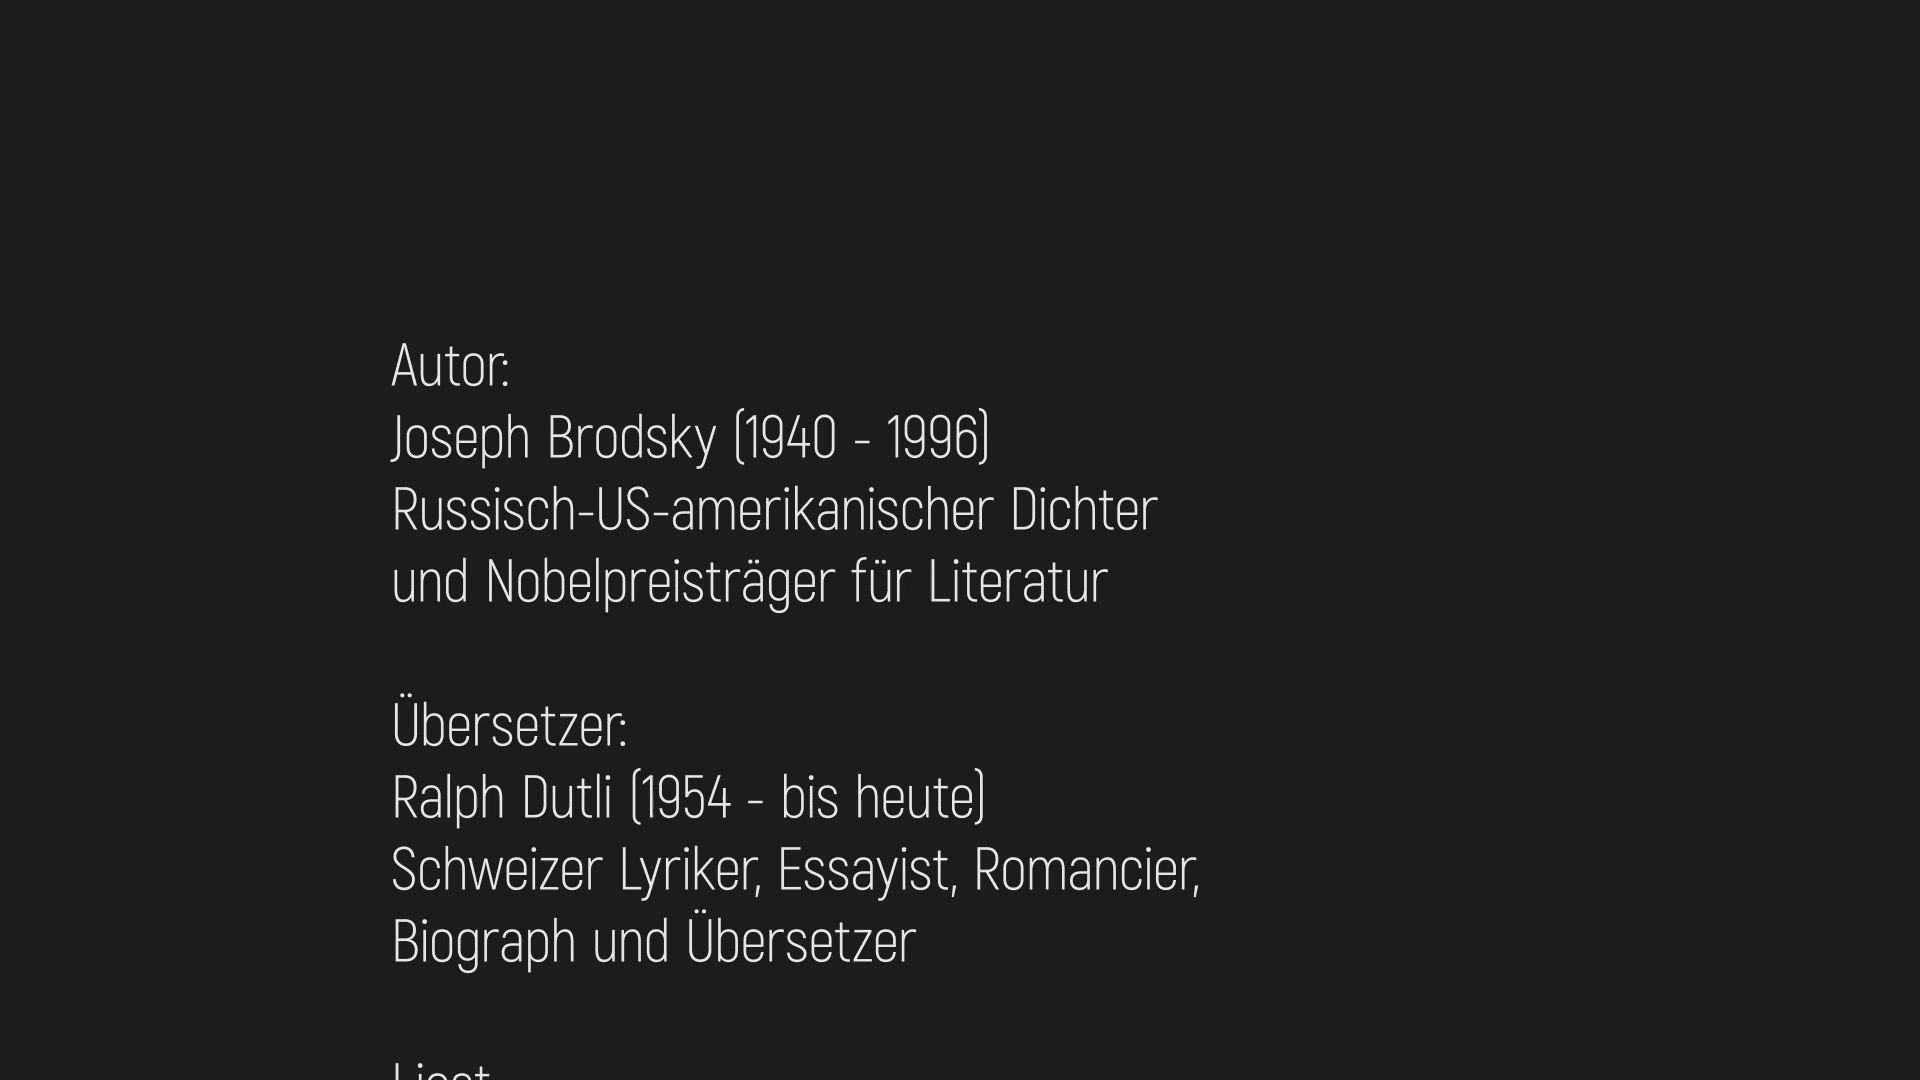 Autor:
Joseph Brodsky (1940 - 1996)
Russisch-US-amerikanischer Dichter
und Nobelpreisträger für Literatur
Übersetzer:
Ralph Dutli (1954 - bis heute)
Schweizer Lyriker, Essayist, Romancier,
Biograph und Übersetzer